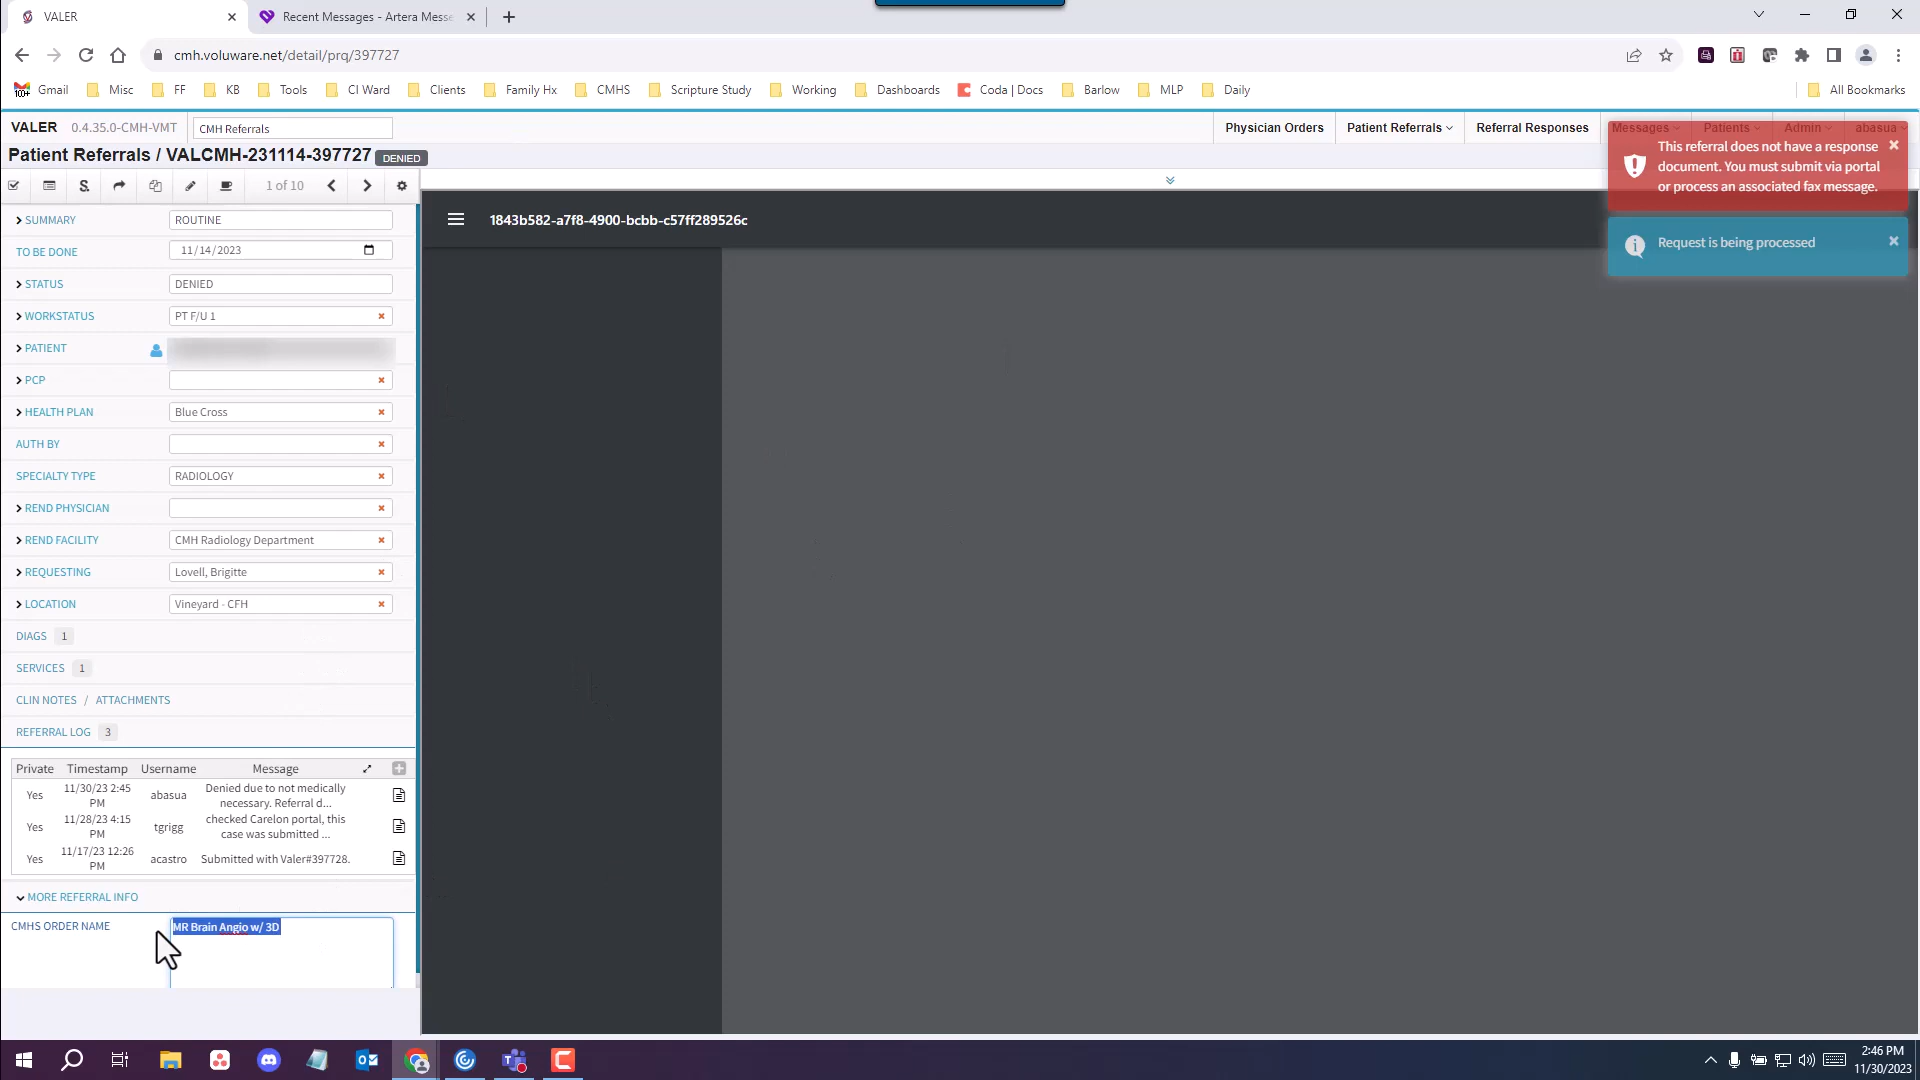 VALER
Recent Messages - Artera Messe
cmh.voluware.net/detail/prq/397727
Gmail
Misc
FF
KB
Tools
CI Ward
Clients
Family Hx
CMHS
Scripture Study
Working
Dashboards
Coda | Docs
Barlow
MLP
Daily
All Bookmarks
VALER 0.4.35.0-CMH-VMT
CMH Referrals
Physician Orders
Patient Referrals
Referral Responses
Messages
Patients
Admin
abasua
Patient Referrals / VALCMH-231114-397727 DENIED
This referral does not have a response
document. You must submit via portal
or process an associated fax message.
Request is being processed
1 of 10
1843b582-a7f8-4900-bcbb-c57ff289526c
SUMMARY ROUTINE
TO BE DONE 11/14/2023
STATUS DENIED
WORKSTATUS PT F/U 1
PATIENT
PCP
HEALTH PLAN Blue Cross
AUTH BY
SPECIALTY TYPE RADIOLOGY
REND PHYSICIAN
REND FACILITY CMH Radiology Department
REQUESTING Lovell, Brigitte
LOCATION Vineyard - CFH
DIAGS 1
SERVICES 1
CLIN NOTES / ATTACHMENTS
REFERRAL LOG 3
Private Timestamp Username Message
Yes 11/30/23 2:45 PM abasua Denied due to not medically necessary. Referral d...
Yes 11/28/23 4:15 PM tgrigg checked Carelon portal, this case was submitted ...
Yes 11/17/23 12:26 PM acastro Submitted with Valer#397728.
MORE REFERRAL INFO
CMHS ORDER NAME MR Brain Angio w/ 3D
2:46 PM
11/30/2023